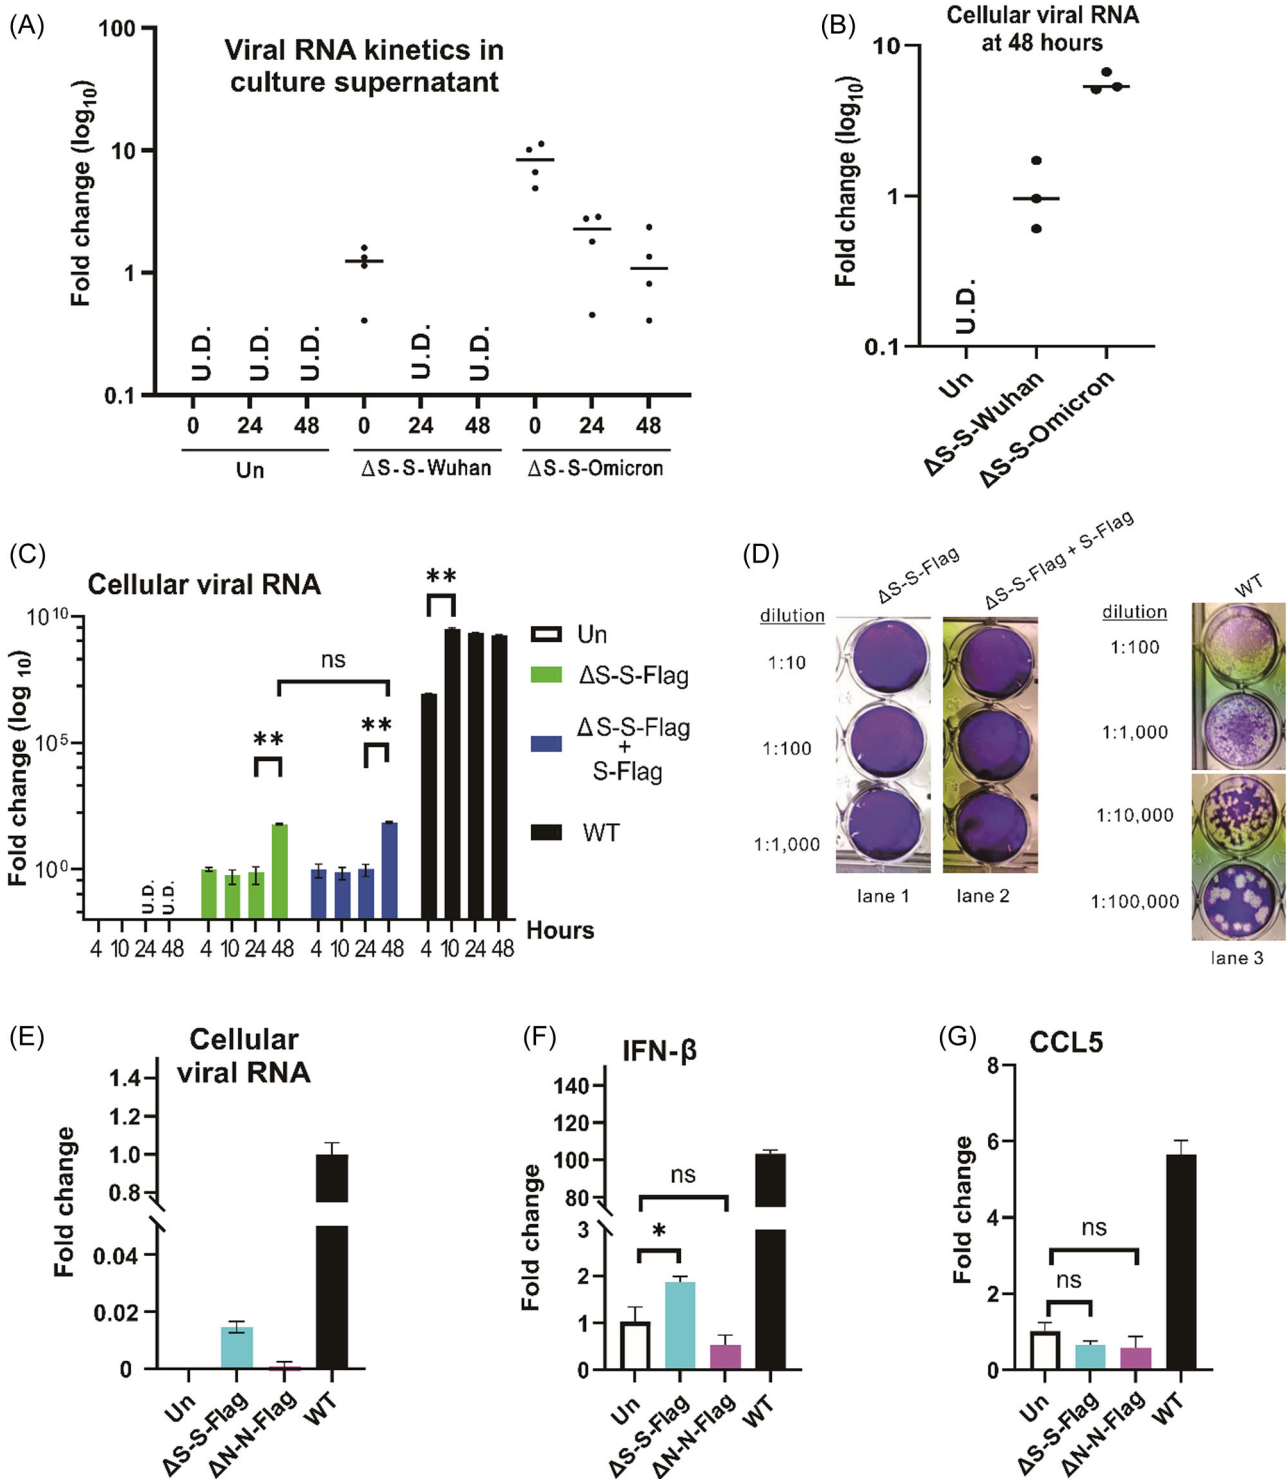 (A)
Viral RNA kinetics in
culture supernatant
Fold change (log10)
100
10
1
0.1
U.D. U.D. U.D. U.D. U.D.
0 24 48 0 24 48 0 24 48
Un ΔS-S-Wuhan ΔS-S-Omicron
(B)
Cellular viral RNA
at 48 hours
Fold change (log10)
10
1
0.1
U.D.
Un
ΔS-S-Wuhan
ΔS-S-Omicron
(C)
Cellular viral RNA
Fold change (log 10)
10^10
10^5
10^0
**
ns
**
**
U.D. U.D.
4 10 24 48 4 10 24 48 4 10 24 48 4 10 24 48
Hours
Un
ΔS-S-Flag
ΔS-S-Flag
+
S-Flag
WT
(D)
ΔS-S-Flag
ΔS-S-Flag + S-Flag
WT
dilution
1:10
1:100
1:1,000
lane 1 lane 2
dilution
1:100
1:1,000
1:10,000
1:100,000
lane 3
(E)
Cellular
viral RNA
Fold change
1.4
1.2
1.0
0.8
0.04
0.02
0
Un
ΔS-S-Flag
ΔN-N-Flag
WT
(F)
IFN-β
Fold change
140
120
100
80
3
2
1
0
ns
*
Un
ΔS-S-Flag
ΔN-N-Flag
WT
(G)
CCL5
Fold change
8
6
4
2
0
ns
ns
Un
ΔS-S-Flag
ΔN-N-Flag
WT